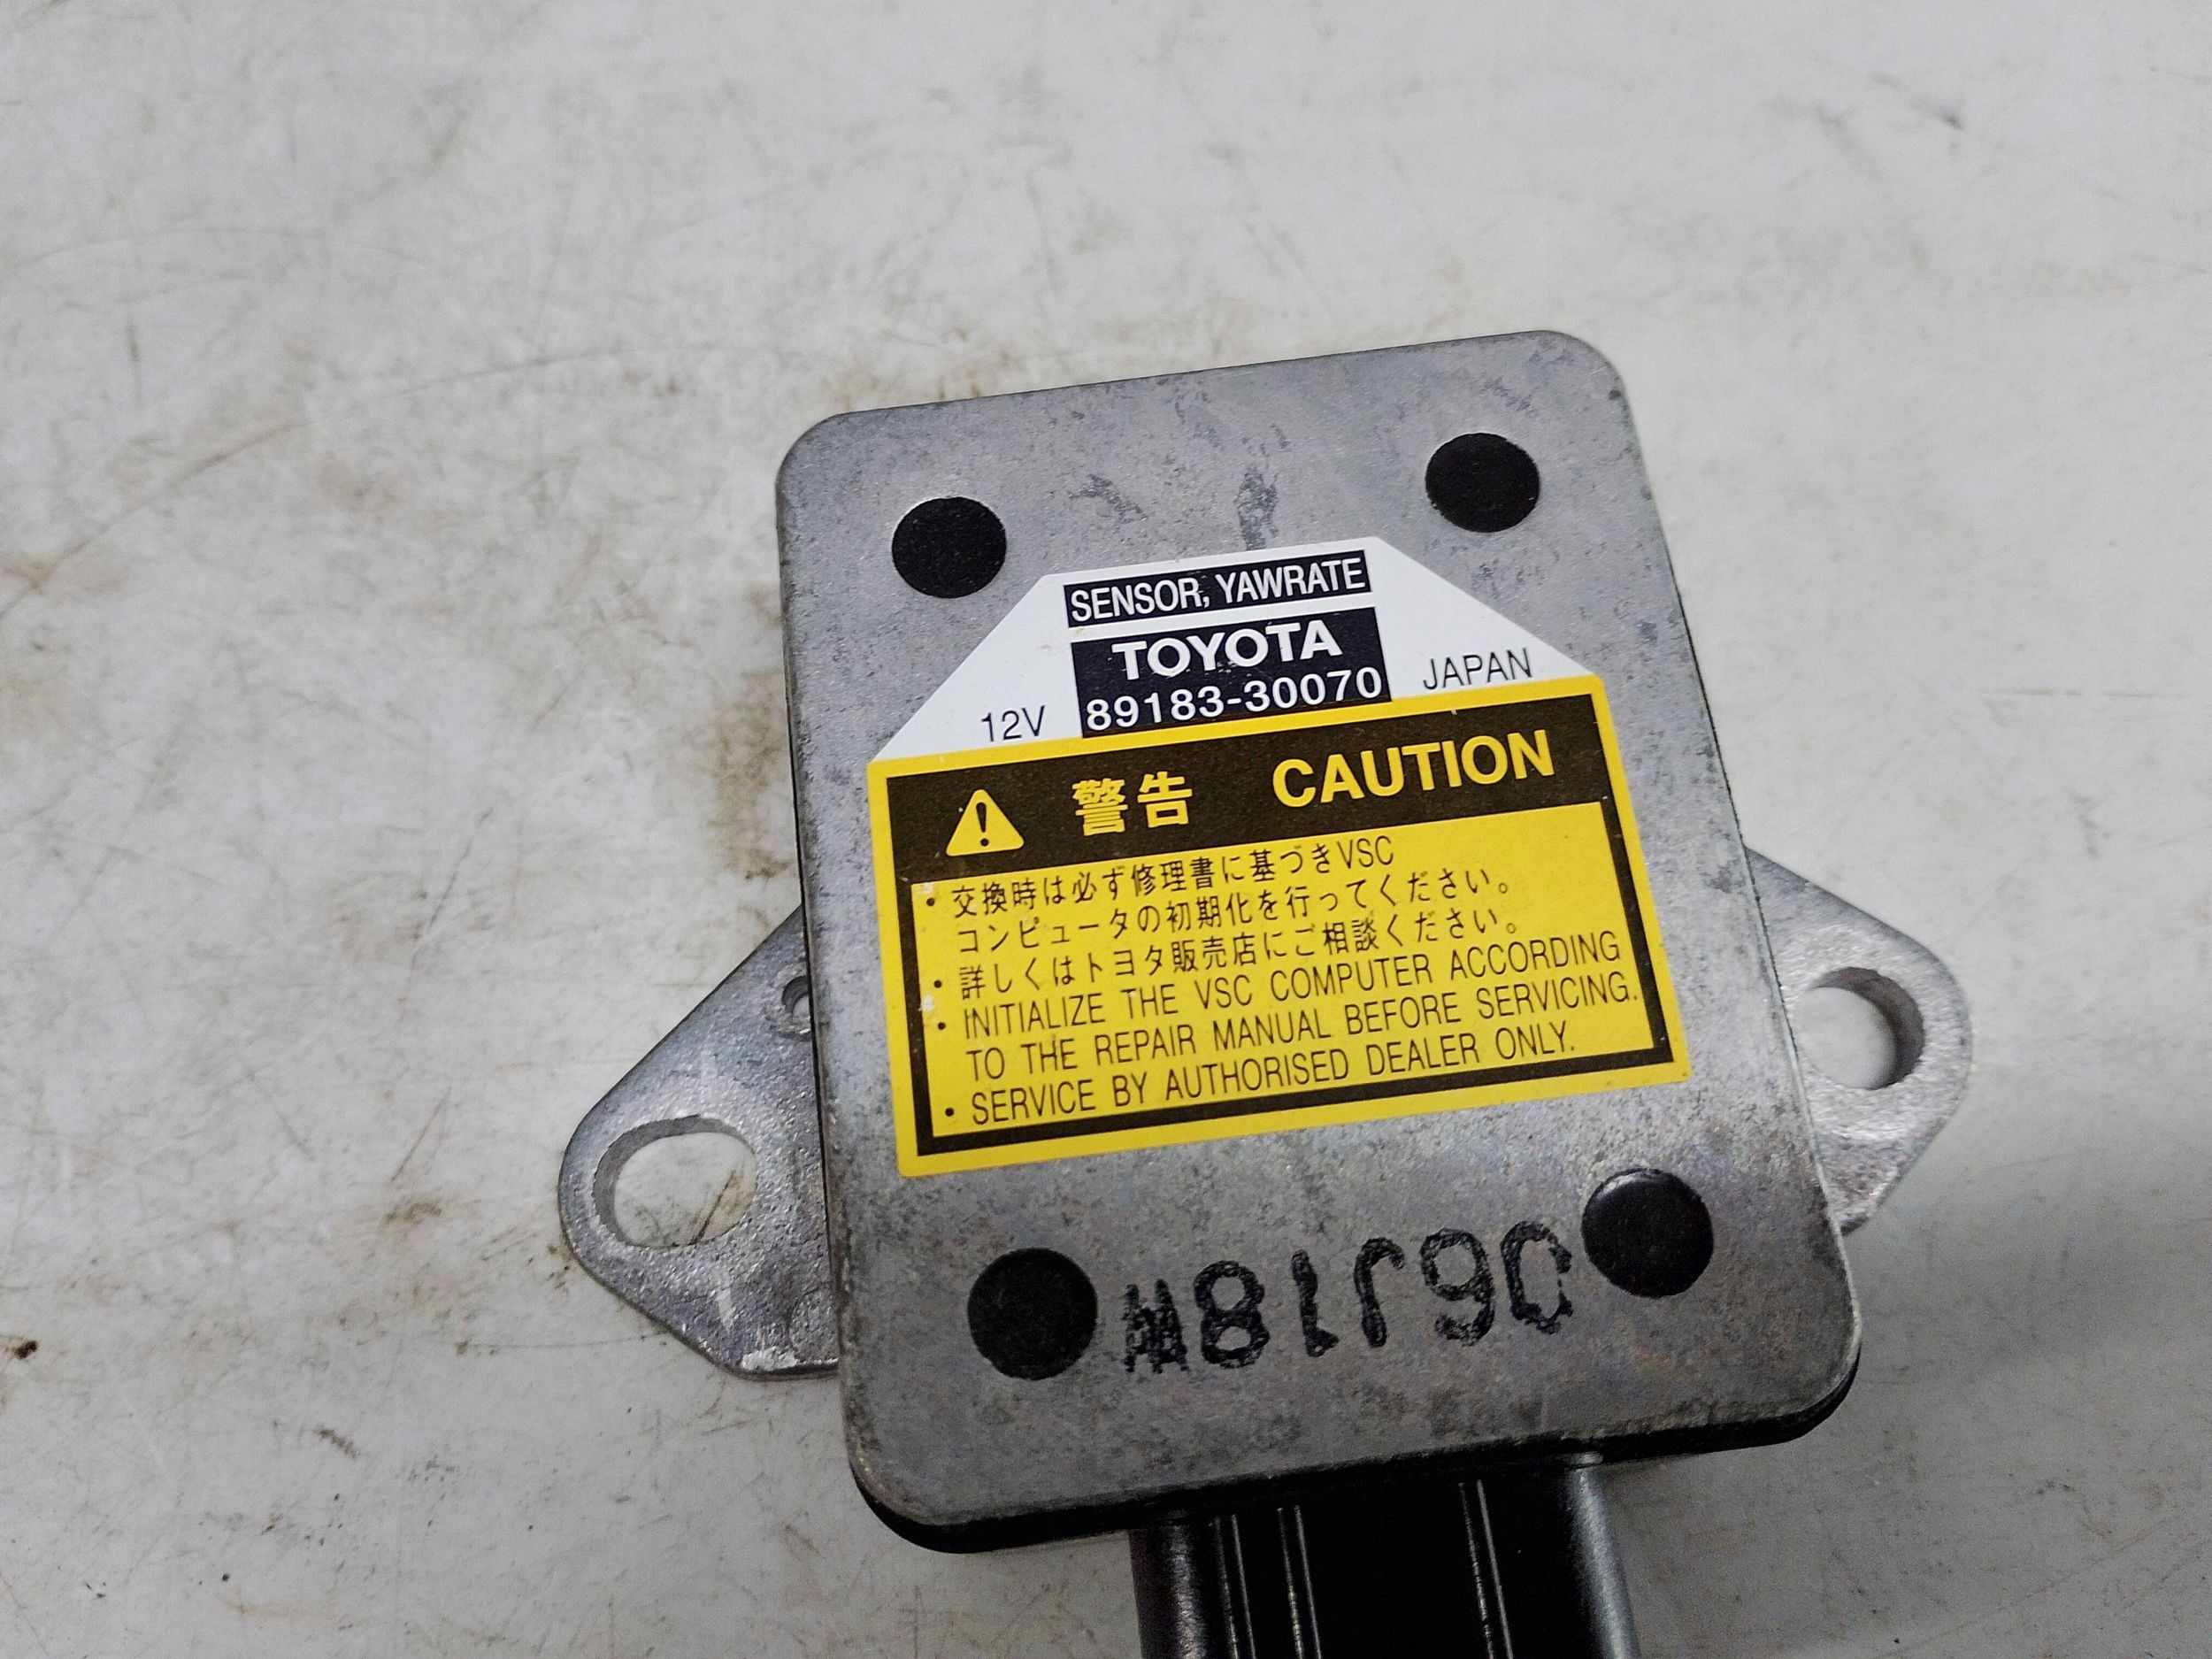 SENSOR, YAWRATE
TOYOTA
12V 89183-30070 JAPAN
警告 CAUTION
・交換時は必ず修理書に基づきVSC
コンピュータの初期化を行ってください。
・詳しくはトヨタ販売店にご相談ください。
・INITIALIZE THE VSC COMPUTER ACCORDING
TO THE REPAIR MANUAL BEFORE SERVICING.
・SERVICE BY AUTHORISED DEALER ONLY.
06J18W